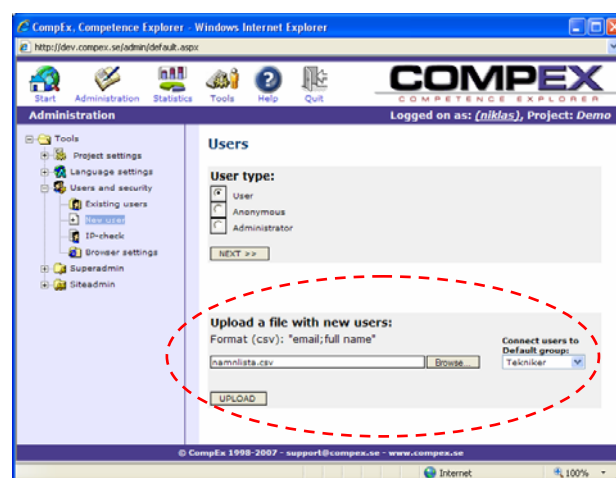 CompEx, Competence Explorer - Windows Internet Explorer
http://dev.compex.se/admin/default.aspx
Start Administration Statistics Tools Help Quit
COMPEX
COMPETENCE EXPLORER
Administration Logged on as: (niklas), Project: Demo
Tools
Project settings
Language settings
Users and security
Existing users
New user
IP-check
Browser settings
Superadmin
Siteadmin
Users
User type:
User
Anonymous
Administrator
NEXT >>
Upload a file with new users:
Format (csv): "email;full name"
namnlista.csv Browse...
Connect users to
Default group:
Tekniker
UPLOAD
© CompEx 1998-2007 - support@compex.se - www.compex.se
Internet 100%